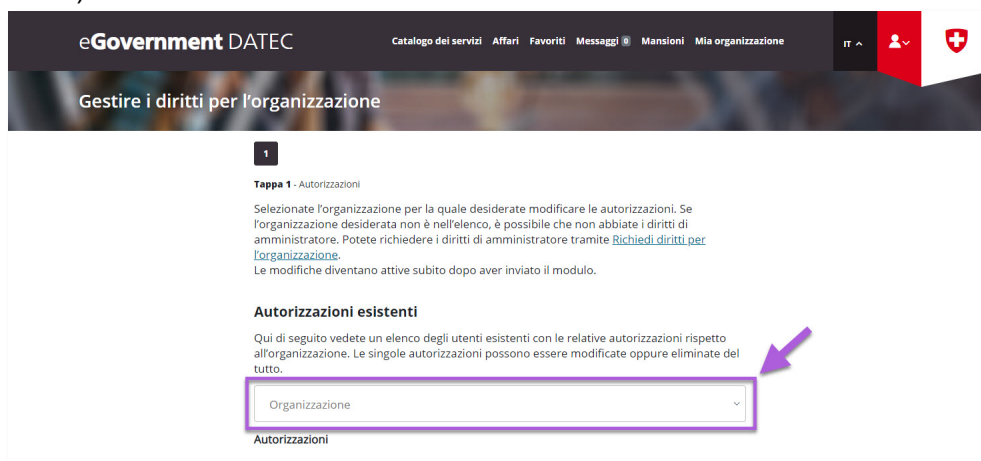 eGovernment DATEC
Catalogo dei servizi Affari Favoriti Messaggi 0 Mansioni Mia organizzazione
IT
Gestire i diritti per l'organizzazione
1
Tappa 1 - Autorizzazioni
Selezionate l'organizzazione per la quale desiderate modificare le autorizzazioni. Se
l'organizzazione desiderata non è nell'elenco, è possibile che non abbiate i diritti di
amministratore. Potete richiedere i diritti di amministratore tramite Richiedi diritti per
l'organizzazione.
Le modifiche diventano attive subito dopo aver inviato il modulo.
Autorizzazioni esistenti
Qui di seguito vedete un elenco degli utenti esistenti con le relative autorizzazioni rispetto
all'organizzazione. Le singole autorizzazioni possono essere modificate oppure eliminate del
tutto.
Organizzazione
Autorizzazioni